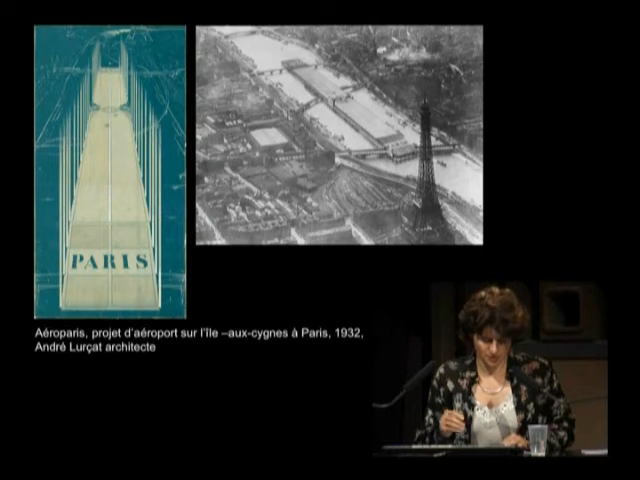 PARIS
Aéroparis, projet d'aéroport sur l'île –aux-cygnes à Paris, 1932,
André Lurçat architecte